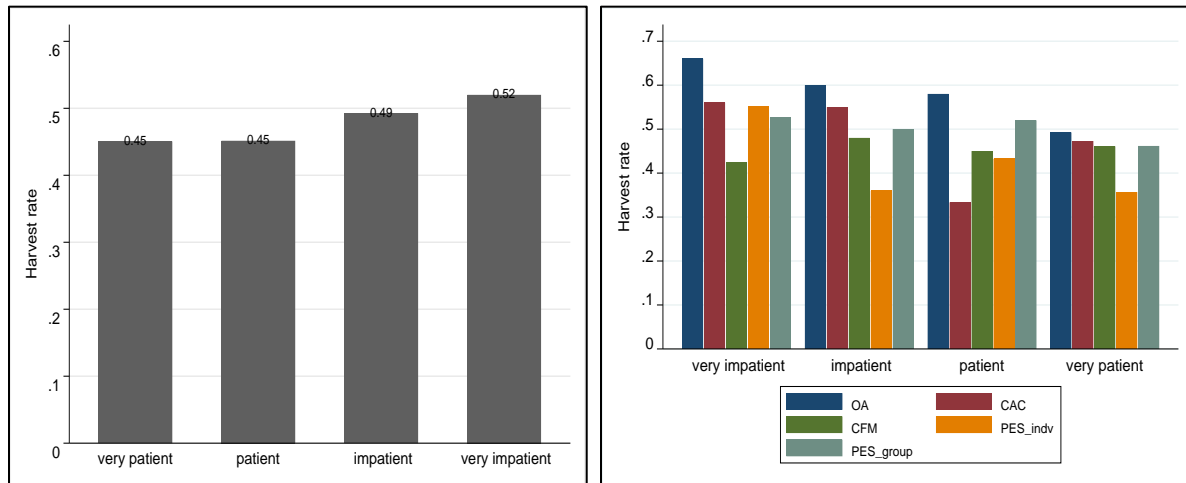 .6
.5
.4
.3
.2
.1
0
Harvest rate
0.45
0.45
0.49
0.52
very patient
patient
impatient
very impatient
.7
.6
.5
.4
.3
.2
.1
0
Harvest rate
very impatient
impatient
patient
very patient
OA
CAC
CFM
PES_indv
PES_group